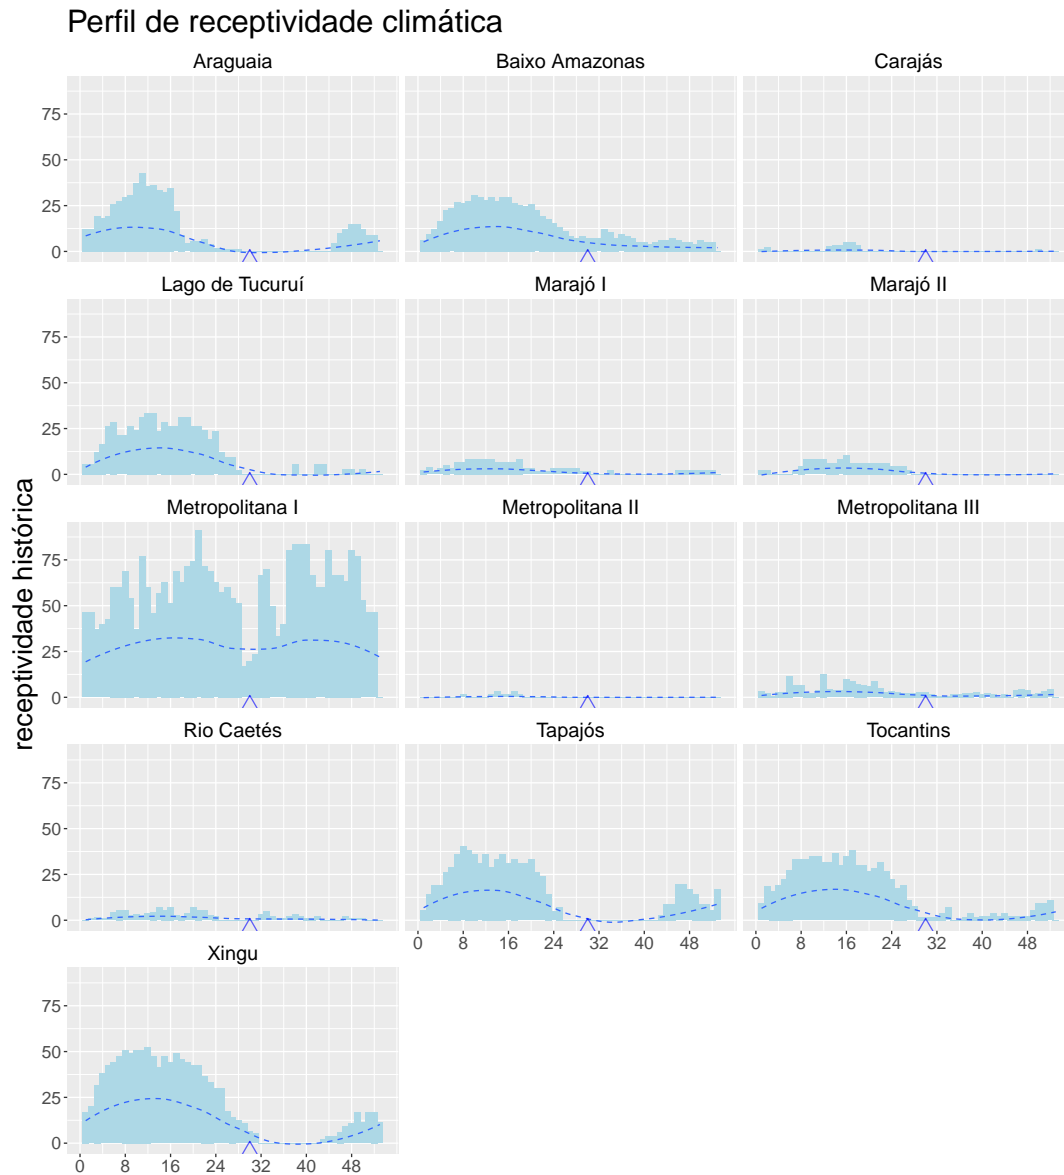 Perfil de receptividade climática
Araguaia
Baixo Amazonas
Carajás
75
50
25
0
Lago de Tucuruí
Marajó I
Marajó II
75
50
25
0
receptividade histórica
Metropolitana I
Metropolitana II
Metropolitana III
75
50
25
0
Rio Caetés
Tapajós
Tocantins
75
50
25
0
0 8 16 24 32 40 48
0 8 16 24 32 40 48
Xingu
75
50
25
0
0 8 16 24 32 40 48